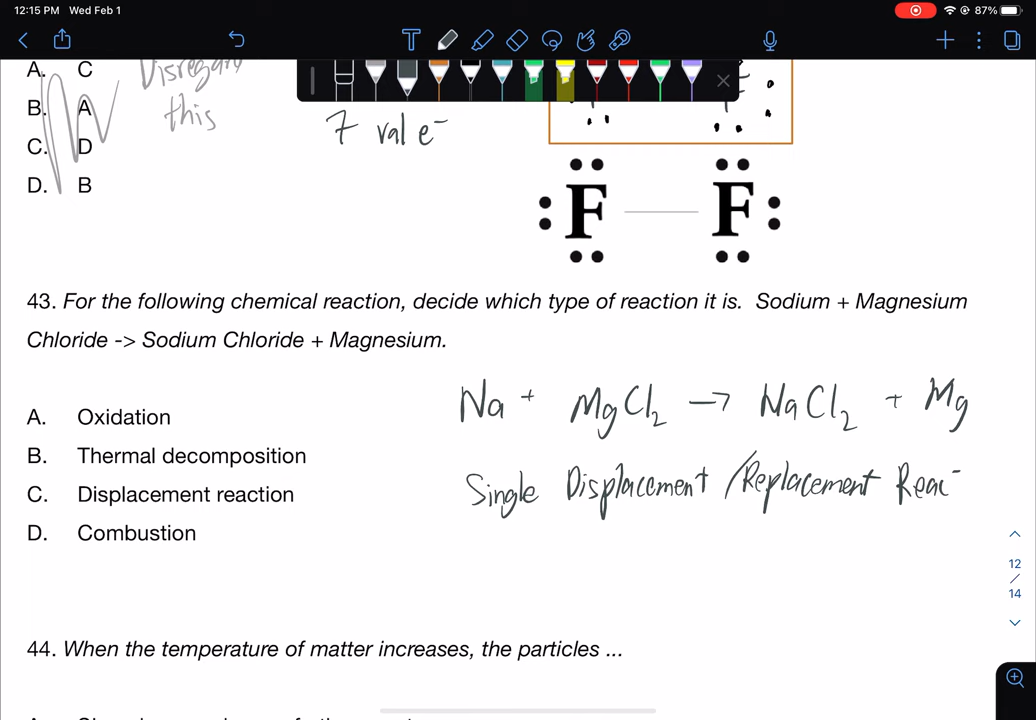 12:15 PM Wed Feb 1
87%
A. C
Disregard
this
B. A
7 val e⁻
C. D
D. B
F F
43. For the following chemical reaction, decide which type of reaction it is. Sodium + Magnesium
Chloride -> Sodium Chloride + Magnesium.
Na + MgCl₂ → NaCl₂ + Mg
A. Oxidation
B. Thermal decomposition
Single Displacement / Replacement Reac
C. Displacement reaction
D. Combustion
12
/
14
44. When the temperature of matter increases, the particles ...